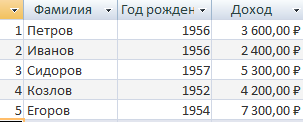 Фамилия Год рожден Доход
1 Петров 1956 3 600,00 ₽
2 Иванов 1956 2 400,00 ₽
3 Сидоров 1957 5 300,00 ₽
4 Козлов 1952 4 200,00 ₽
5 Егоров 1954 7 300,00 ₽